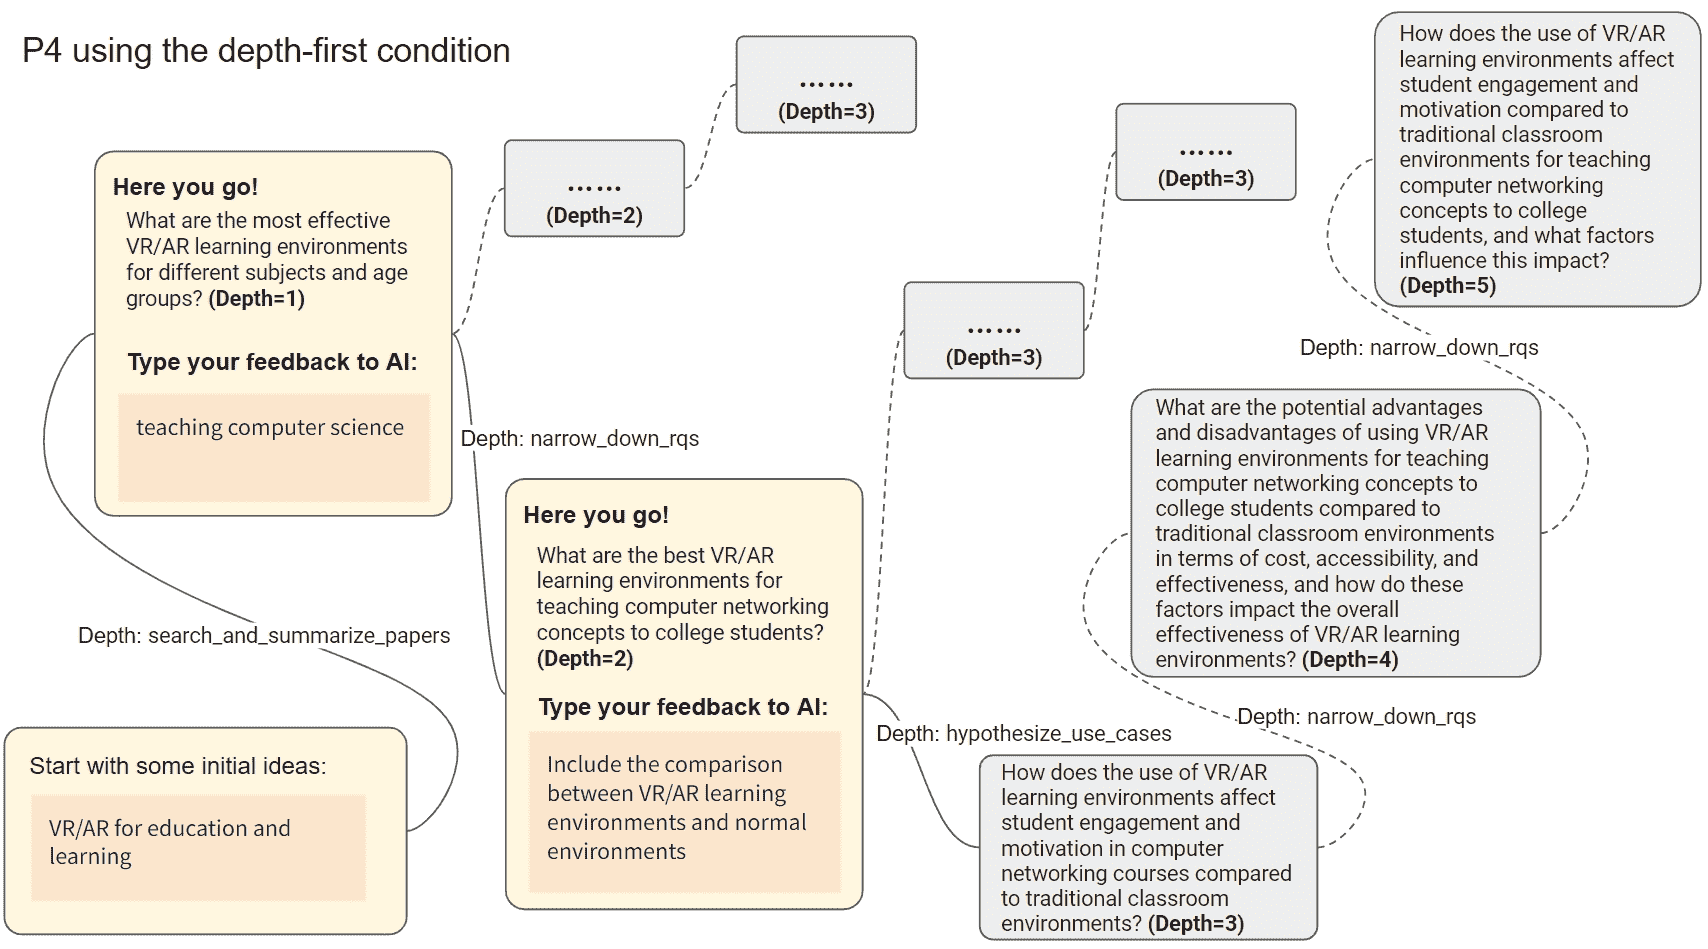 P4 using the depth-first condition
……
(Depth=3)
……
(Depth=2)
Here you go!
What are the most effective
VR/AR learning environments
for different subjects and age
groups? (Depth=1)
Type your feedback to AI:
teaching computer science
Depth: search_and_summarize_papers
Start with some initial ideas:
VR/AR for education and
learning
Depth: narrow_down_rqs
Here you go!
What are the best VR/AR
learning environments for
teaching computer networking
concepts to college students?
(Depth=2)
Type your feedback to AI:
Include the comparison
between VR/AR learning
environments and normal
environments
……
(Depth=3)
……
(Depth=3)
Depth: hypothesize_use_cases
How does the use of VR/AR
learning environments affect
student engagement and
motivation in computer
networking courses compared
to traditional classroom
environments? (Depth=3)
Depth: narrow_down_rqs
What are the potential advantages
and disadvantages of using VR/AR
learning environments for teaching
computer networking concepts to
college students compared to
traditional classroom environments
in terms of cost, accessibility, and
effectiveness, and how do these
factors impact the overall
effectiveness of VR/AR learning
environments? (Depth=4)
Depth: narrow_down_rqs
How does the use of VR/AR
learning environments affect
student engagement and
motivation compared to
traditional classroom
environments for teaching
computer networking
concepts to college
students, and what factors
influence this impact?
(Depth=5)